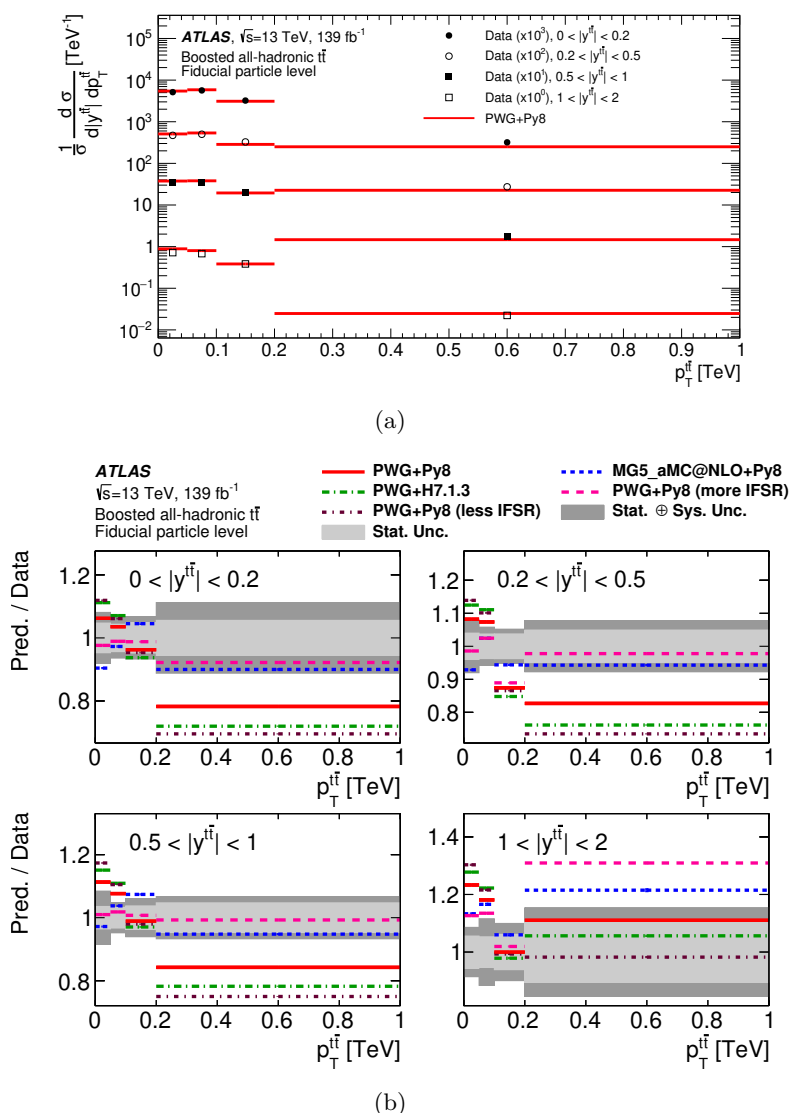 ATLAS, √s=13 TeV, 139 fb⁻¹
Boosted all-hadronic tt̄
Fiducial particle level
Data (x10³), 0 < |y^tt̄| < 0.2
Data (x10²), 0.2 < |y^tt̄| < 0.5
Data (x10¹), 0.5 < |y^tt̄| < 1
Data (x10⁰), 1 < |y^tt̄| < 2
PWG+Py8
1/σ d σ / d|y^tt̄| dp_T^tt̄ [TeV⁻¹]
10⁵
10⁴
10³
10²
10
1
10⁻¹
10⁻²
0 0.1 0.2 0.3 0.4 0.5 0.6 0.7 0.8 0.9 1
p_T^tt̄ [TeV]
(a)
ATLAS
√s=13 TeV, 139 fb⁻¹
Boosted all-hadronic tt̄
Fiducial particle level
PWG+Py8
PWG+H7.1.3
PWG+Py8 (less IFSR)
Stat. Unc.
MG5_aMC@NLO+Py8
PWG+Py8 (more IFSR)
Stat. ⊕ Sys. Unc.
Pred. / Data
0 < |y^tt̄| < 0.2
1.2
1
0.8
0 0.2 0.4 0.6 0.8 1
p_T^tt̄ [TeV]
0.2 < |y^tt̄| < 0.5
1.2
1.1
1
0.9
0.8
0 0.2 0.4 0.6 0.8 1
p_T^tt̄ [TeV]
Pred. / Data
0.5 < |y^tt̄| < 1
1.2
1
0.8
0 0.2 0.4 0.6 0.8 1
p_T^tt̄ [TeV]
1 < |y^tt̄| < 2
1.4
1.2
1
0 0.2 0.4 0.6 0.8 1
p_T^tt̄ [TeV]
(b)